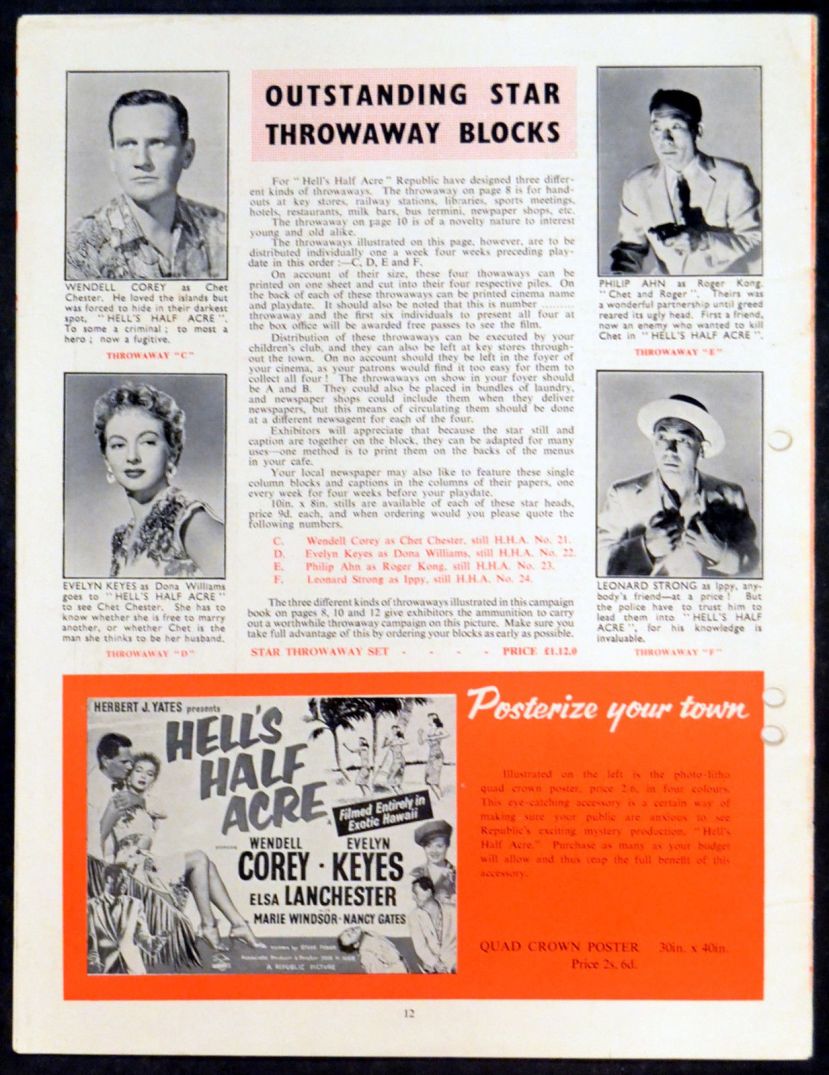 OUTSTANDING STAR
THROWAWAY BLOCKS
WENDELL COREY as Chet
Chester. He loved the islands but
was forced to hide in their darkest
spot, "HELL'S HALF ACRE".
To some a criminal; to most a
hero; now a fugitive.
THROWAWAY "C"
EVELYN KEYES as Dona Williams
goes to "HELL'S HALF ACRE"
to see Chet Chester. She has to
know whether she is free to marry
another, or whether Chet is the
man she thinks to be her husband.
THROWAWAY "D"
For "Hell's Half Acre" Republic have designed three differ-
ent kinds of throwaways. The throwaway on page 8 is for hand-
outs at key stores, railway stations, libraries, sports meetings,
hotels, restaurants, milk bars, bus termini, newpaper shops, etc.
The throwaway on page 10 is of a novelty nature to interest
young and old alike.
The throwaways illustrated on this page, however, are to be
distributed individually one a week four weeks preceding play-
date in this order :—C, D, E and F.
On account of their size, these four thowaways can be
printed on one sheet and cut into their four respective piles. On
the back of each of these throwaways can be printed cinema name
and playdate. It should also be noted that this is number .........
throwaway and the first six individuals to present all four at
the box office will be awarded free passes to see the film.
Distribution of these throwaways can be executed by your
children's club, and they can also be left at key stores through-
out the town. On no account should they be left in the foyer of
your cinema, as your patrons would find it too easy for them to
collect all four! The throwaways on show in your foyer should
be A and B. They could also be placed in bundles of laundry,
and newspaper shops could include them when they deliver
newspapers, but this means of circulating them should be done
at a different newsagent for each of the four.
Exhibitors will appreciate that because the star still and
caption are together on the block, they can be adapted for many
uses—one method is to print them on the backs of the menus
in your cafe.
Your local newspaper may also like to feature these single
column blocks and captions in the columns of their papers, one
every week for four weeks before your playdate.
10in. x 8in. stills are available of each of these star heads,
price 9d. each, and when ordering would you please quote the
following numbers.
C. Wendell Corey as Chet Chester, still H.H.A. No. 21.
D. Evelyn Keyes as Dona Williams, still H.H.A. No. 22.
E. Philip Ahn as Roger Kong, still H.H.A. No. 23.
F. Leonard Strong as Ippy, still H.H.A. No. 24.
The three different kinds of throwaways illustrated in this campaign
book on pages 8, 10 and 12 give exhibitors the ammunition to carry
out a worthwhile throwaway campaign on this picture. Make sure you
take full advantage of this by ordering your blocks as early as possible.
STAR THROWAWAY SET - - - - PRICE £1.12.0
PHILIP AHN as Roger Kong.
"Chet and Roger". Theirs was
a wonderful partnership until greed
reared its ugly head. First a friend,
now an enemy who wanted to kill
Chet in "HELL'S HALF ACRE".
THROWAWAY "E"
LEONARD STRONG as Ippy, any-
body's friend—at a price! But
the police have to trust him to
lead them into "HELL'S HALF
ACRE", for his knowledge is
invaluable.
THROWAWAY "F"
HERBERT J. YATES presents
HELL'S
HALF
ACRE
Filmed Entirely in
Exotic Hawaii
WENDELL EVELYN
COREY · KEYES
ELSA LANCHESTER
MARIE WINDSOR · NANCY GATES
A REPUBLIC PICTURE
Posterize your town
Illustrated on the left is the photo-litho
quad crown poster, price 2/6, in four colours.
This eye-catching accessory is a certain way of
making sure your public are anxious to see
Republic's exciting mystery production, "Hell's
Half Acre." Purchase as many as your budget
will allow and thus reap the full benefit of this
accessory.
QUAD CROWN POSTER 30in. x 40in.
Price 2s. 6d.
12